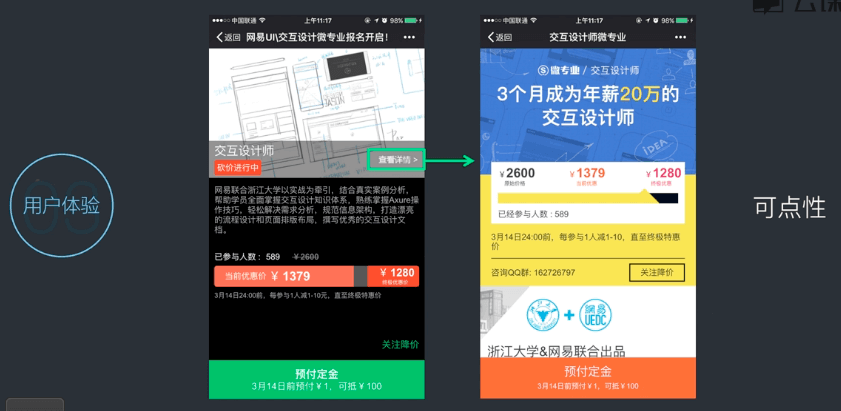 用户体验
中国联通
上午11:17
98%
返回
网易UI\交互设计微专业报名开启！
交互设计师
砍价进行中
查看详情 >
网易联合浙江大学以实战为牵引，结合真实案例分析，
帮助学员全面掌握交互设计知识体系，熟练掌握Axure操
作技巧，轻松解决需求分析、规范信息架构，打造漂亮
的流程设计和页面排版布局，撰写优秀的交互设计文
档。
已参与人数： 589 ￥2600
当前优惠价 ￥ 1379
￥ 1280
终极优惠价
3月14日24:00前，每参与1人减1-10元，直至终极特惠价
关注降价
预付定金
3月14日前预付￥1，可抵￥100
中国联通
上午11:17
98%
返回
交互设计师微专业
微专业 / 交互设计师
3个月成为年薪20万的
交互设计师
IDEA
￥2600
原始价格
￥1379
当前优惠
￥1280
终极优惠
已经参与人数 : 589
3月14日24:00前，每参与1人减1-10，直至终极特惠
价
咨询QQ群: 162726797
关注降价
网易
UEDC
浙江大学&网易联合出品
预付定金
3月14日前预付￥1，可抵￥100
可点性